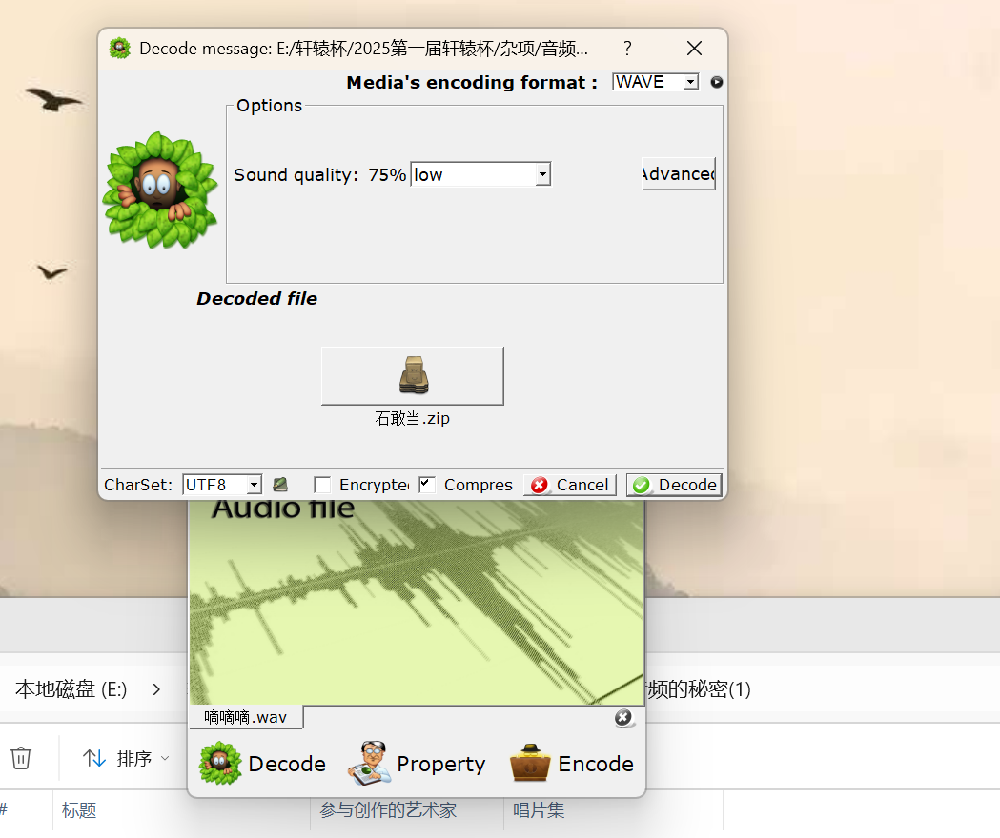 Decode message: E:/轩辕杯/2025第一届轩辕杯/杂项/音频...
?
Media's encoding format :
WAVE
Options
Sound quality: 75%
low
Advanced
Decoded file
石敢当.zip
CharSet:
UTF8
Encrypte
Compres
Cancel
Decode
Audio file
本地磁盘 (E:)
频的秘密(1)
嘀嘀嘀.wav
排序
Decode
Property
Encode
#
标题
参与创作的艺术家
唱片集